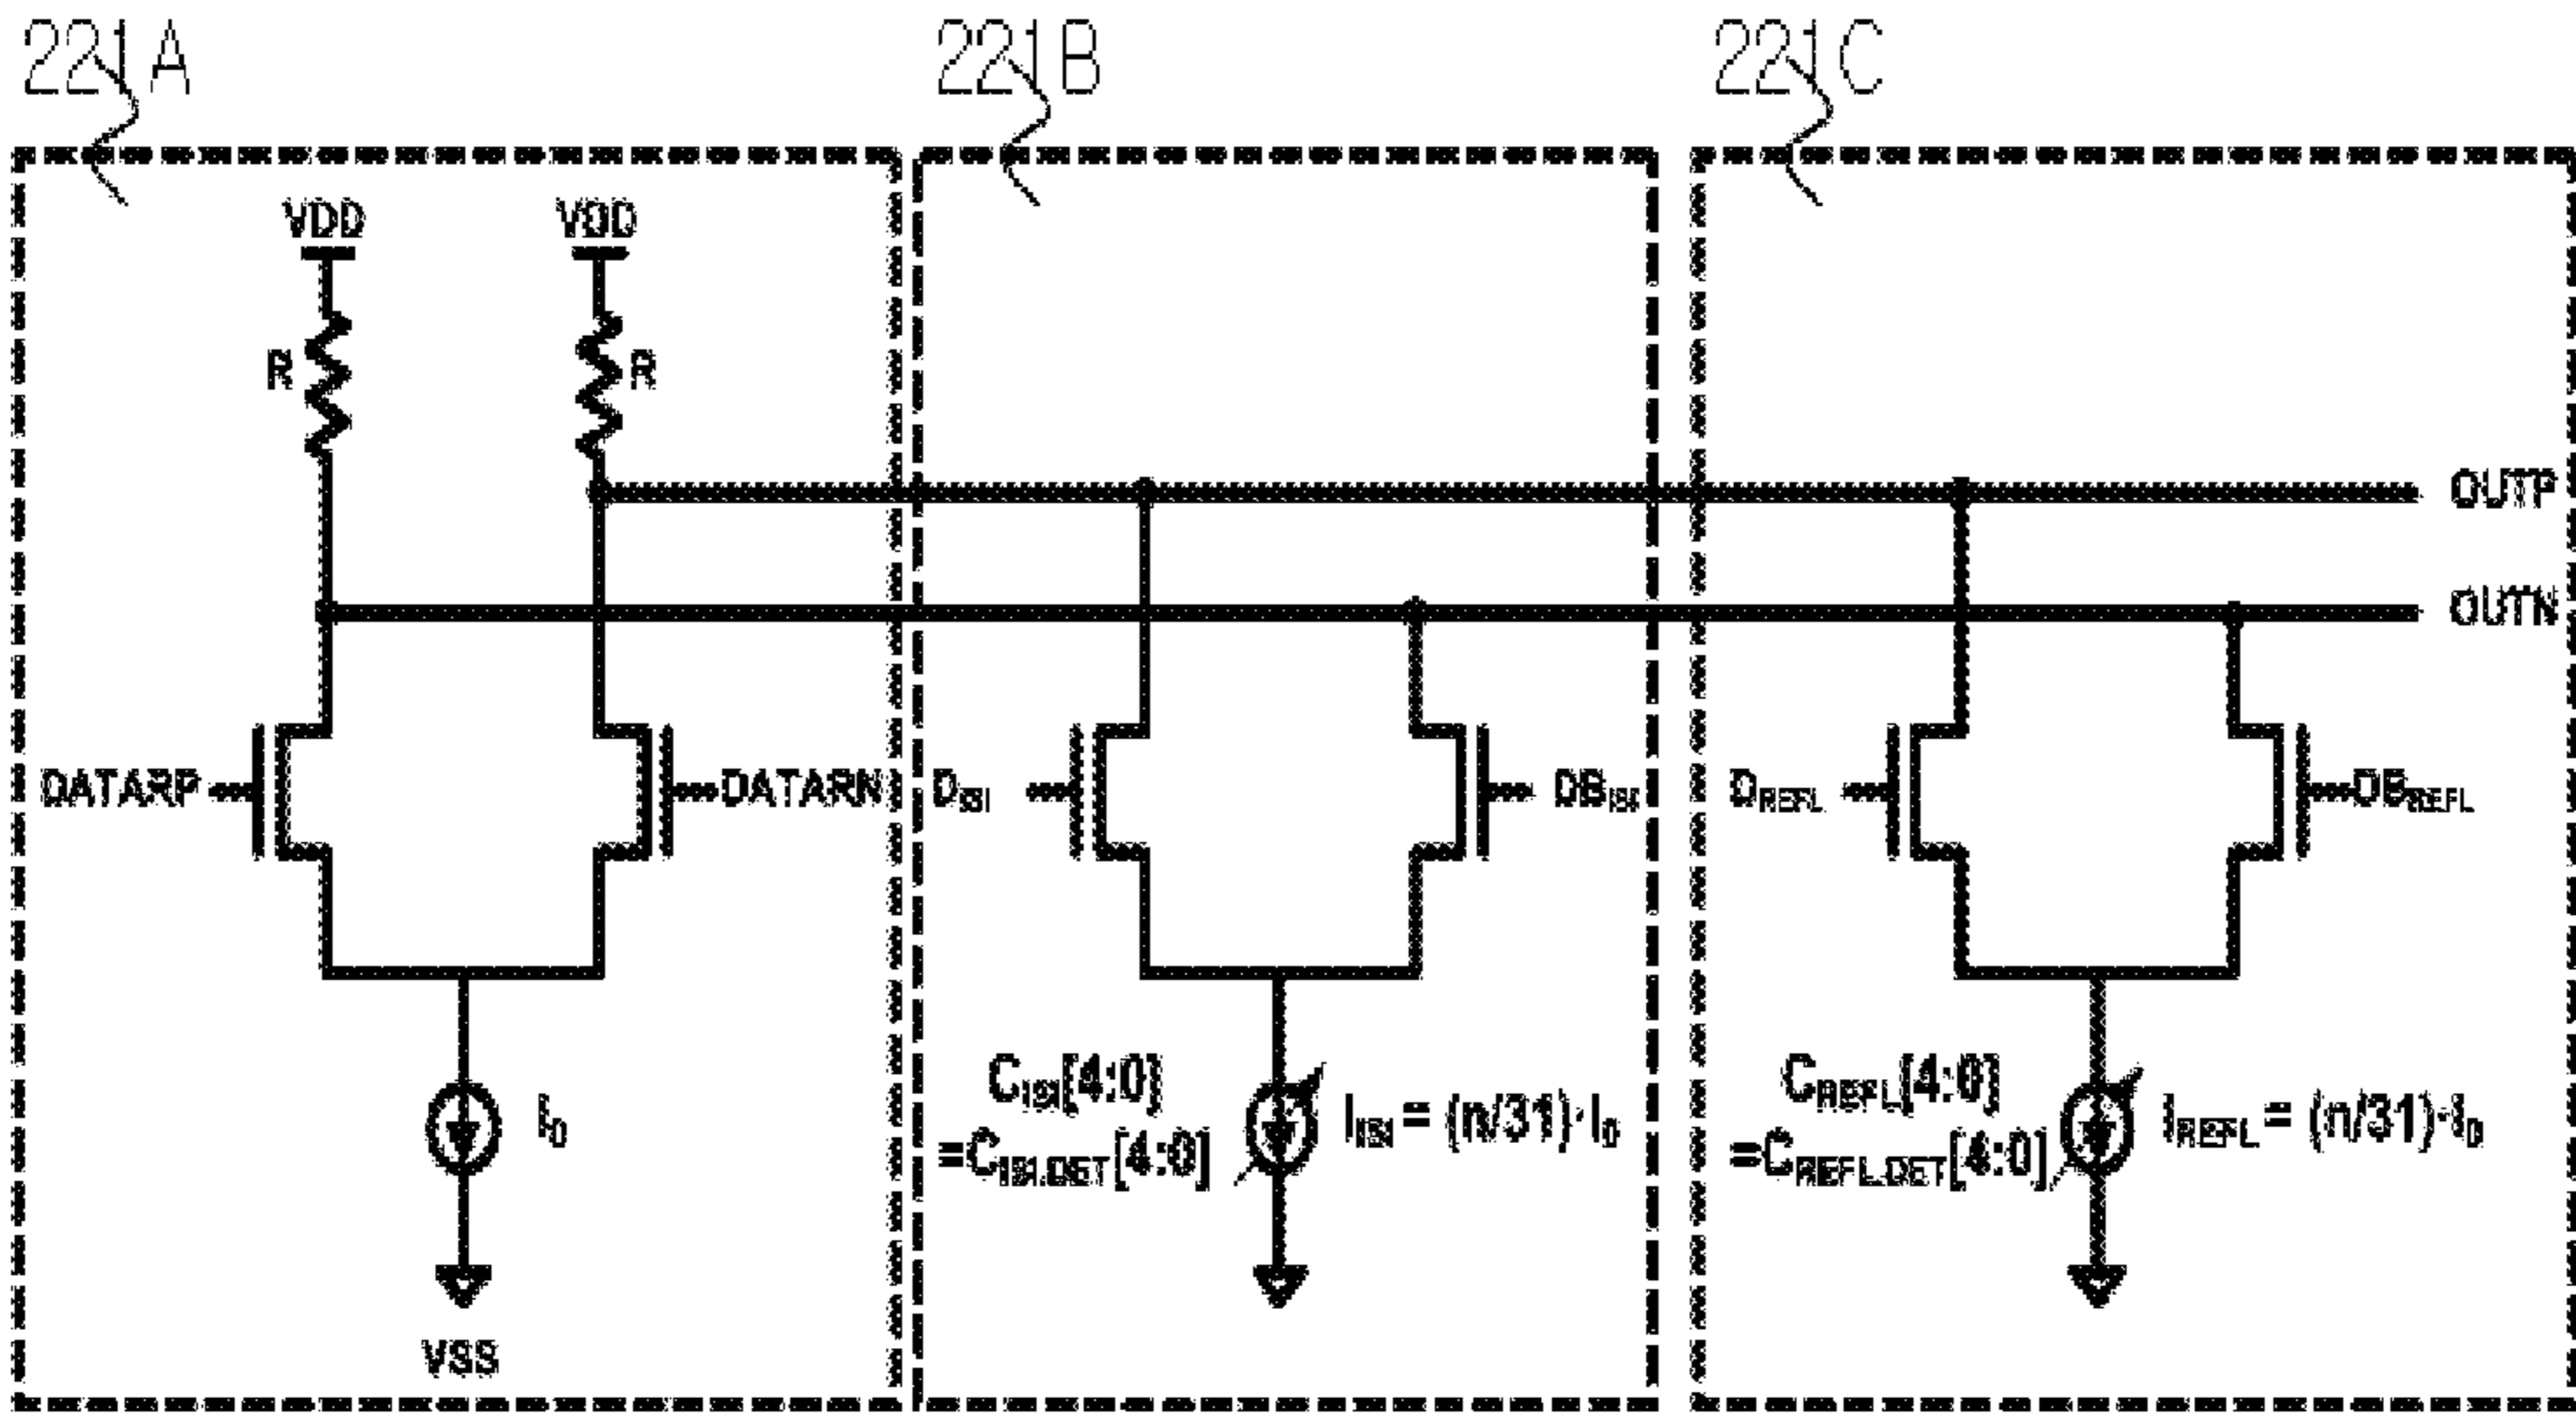 221A
221B
221C
VDD
VDD
R
R
OUTP
OUTN
DATARP
DATARN
D_ISI
DB_ISI
D_REFL
DB_REFL
I_0
C_ISI[4:0]
=C_ISI.DET[4:0]
I_ISI = (n/31)·I_0
C_REFL[4:0]
=C_REFL.DET[4:0]
I_REFL = (n/31)·I_0
VSS